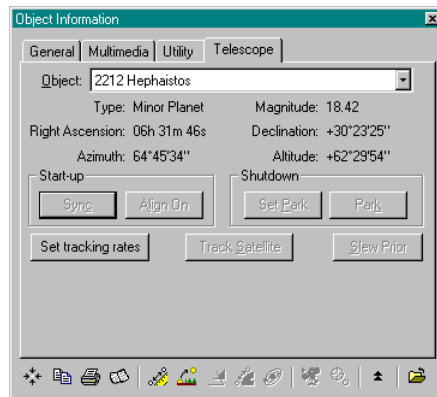 Object Information
General Multimedia Utility Telescope
Object: 2212 Hephaistos
Type: Minor Planet Magnitude: 18.42
Right Ascension: 06h 31m 46s Declination: +30°23'25''
Azimuth: 64°45'34'' Altitude: +62°29'54''
Start-up Shutdown
Sync Align On Set Park Park
Set tracking rates Track Satellite Slew Prior